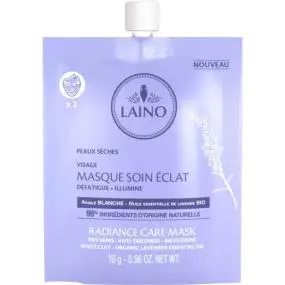 NOUVEAU
x 2
LAINO
PEAUX SÈCHES
VISAGE
MASQUE SOIN ÉCLAT
DÉFATIGUE - ILLUMINE
ARGILE BLANCHE - HUILE ESSENTIELLE DE LAVANDE BIO
99% INGRÉDIENTS D'ORIGINE NATURELLE
RADIANCE CARE MASK
DRY SKINS - ANTI-TIREDNESS - BRIGHTENS
WHITE CLAY - ORGANIC LAVENDER ESSENTIAL OIL
16 g - 0.56 OZ. NET WT.